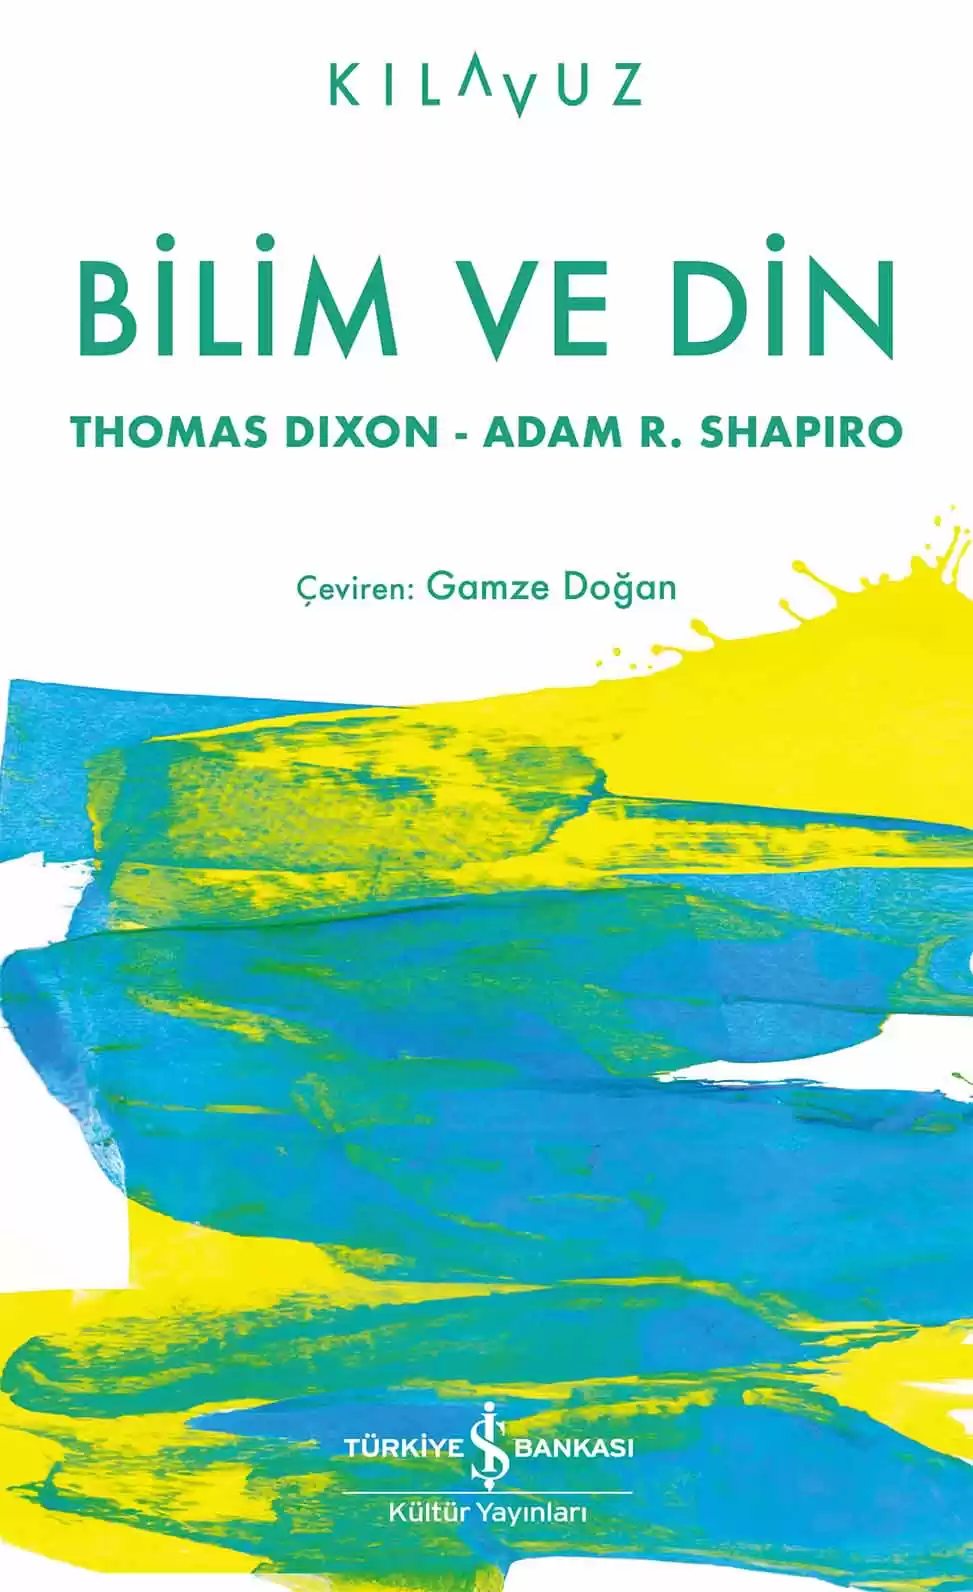 KILAVUZ
BİLİM VE DİN
THOMAS DIXON - ADAM R. SHAPIRO
Çeviren: Gamze Doğan
TÜRKİYE İŞ BANKASI
Kültür Yayınları